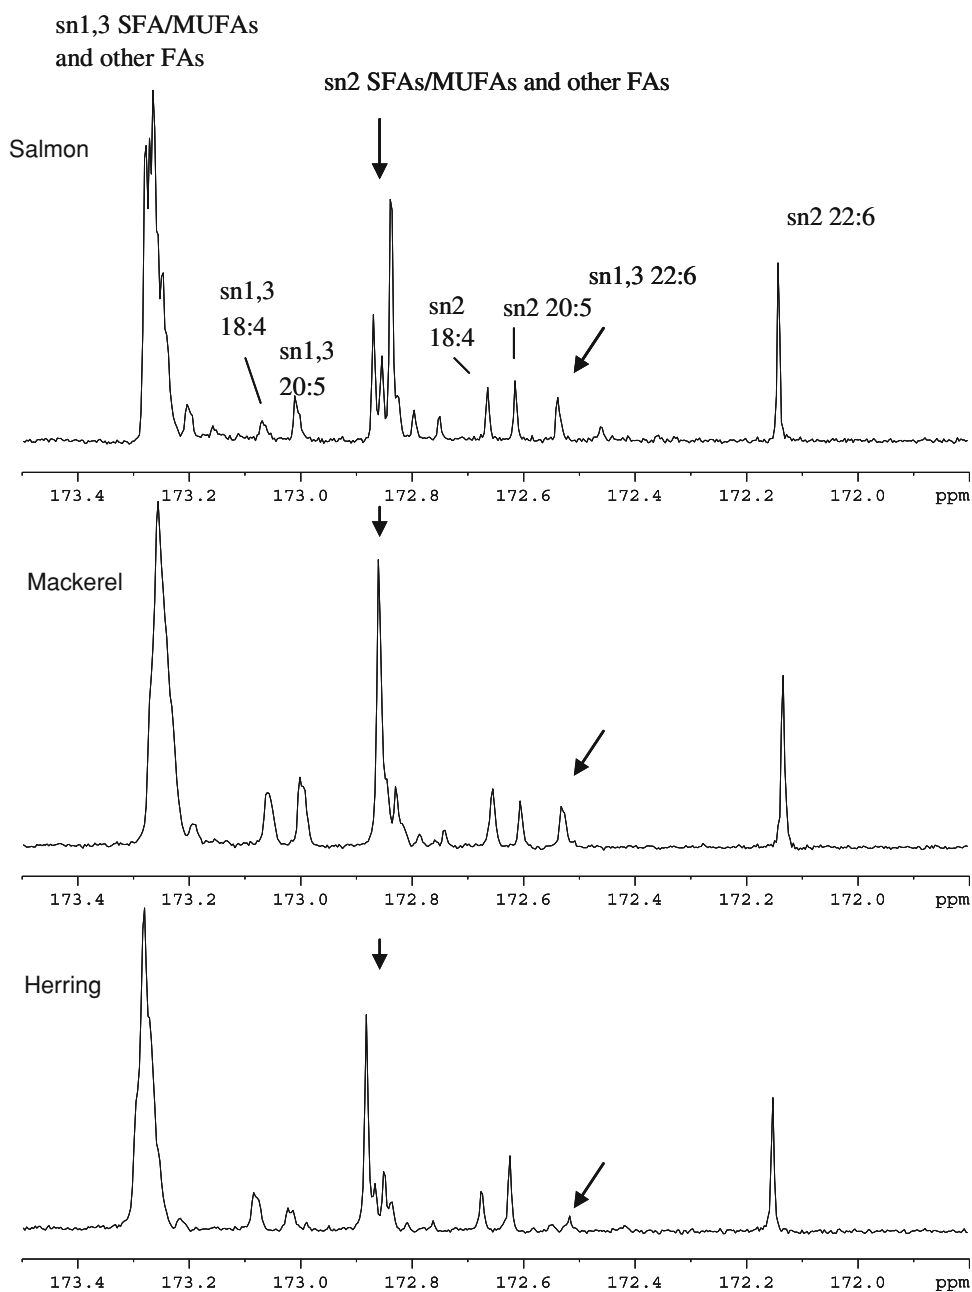 sn1,3 SFA/MUFAs
and other FAs
sn2 SFAs/MUFAs and other FAs
Salmon
sn2 22:6
sn1,3 22:6
sn1,3
18:4
sn2
18:4
sn2 20:5
sn1,3
20:5
173.4 173.2 173.0 172.8 172.6 172.4 172.2 172.0 ppm
Mackerel
173.4 173.2 173.0 172.8 172.6 172.4 172.2 172.0 ppm
Herring
173.4 173.2 173.0 172.8 172.6 172.4 172.2 172.0 ppm